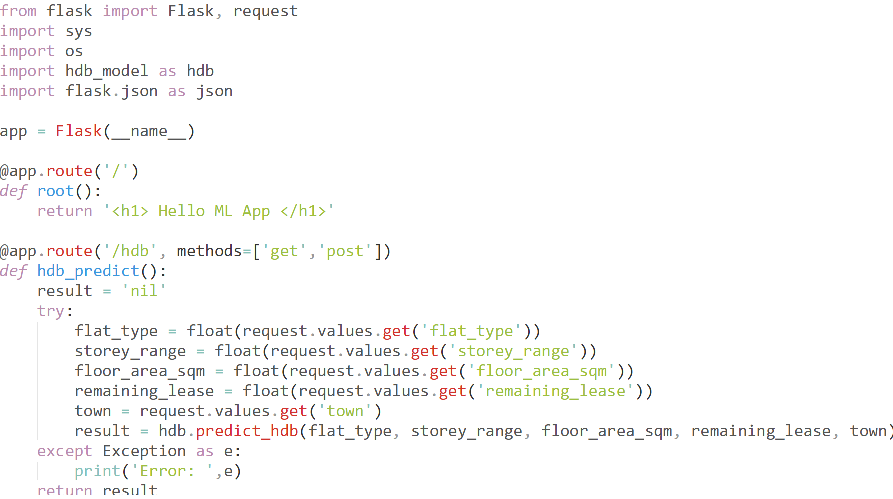 from flask import Flask, request
import sys
import os
import hdb_model as hdb
import flask.json as json

app = Flask(__name__)

@app.route('/')
def root():
    return '<h1> Hello ML App </h1>'

@app.route('/hdb', methods=['get','post'])
def hdb_predict():
    result = 'nil'
    try:
        flat_type = float(request.values.get('flat_type'))
        storey_range = float(request.values.get('storey_range'))
        floor_area_sqm = float(request.values.get('floor_area_sqm'))
        remaining_lease = float(request.values.get('remaining_lease'))
        town = request.values.get('town')
        result = hdb.predict_hdb(flat_type, storey_range, floor_area_sqm, remaining_lease, town)
    except Exception as e:
        print('Error: ',e)
    return result